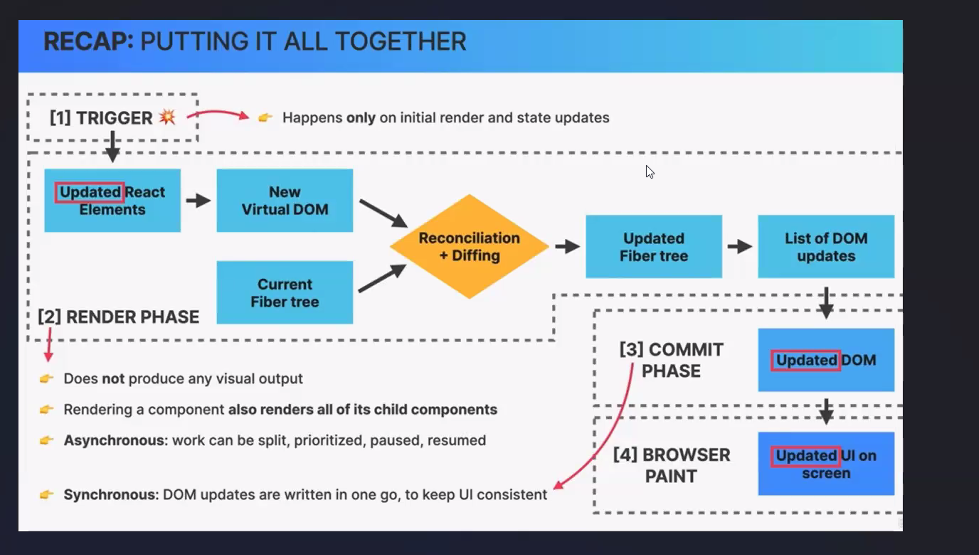 RECAP: PUTTING IT ALL TOGETHER
[1] TRIGGER 💥
👉 Happens only on initial render and state updates
Updated React
Elements
New
Virtual DOM
Current
Fiber tree
Reconciliation
+ Diffing
Updated
Fiber tree
List of DOM
updates
[2] RENDER PHASE
👉 Does not produce any visual output
👉 Rendering a component also renders all of its child components
👉 Asynchronous: work can be split, prioritized, paused, resumed
[3] COMMIT
PHASE
Updated DOM
👉 Synchronous: DOM updates are written in one go, to keep UI consistent
[4] BROWSER
PAINT
Updated UI on
screen